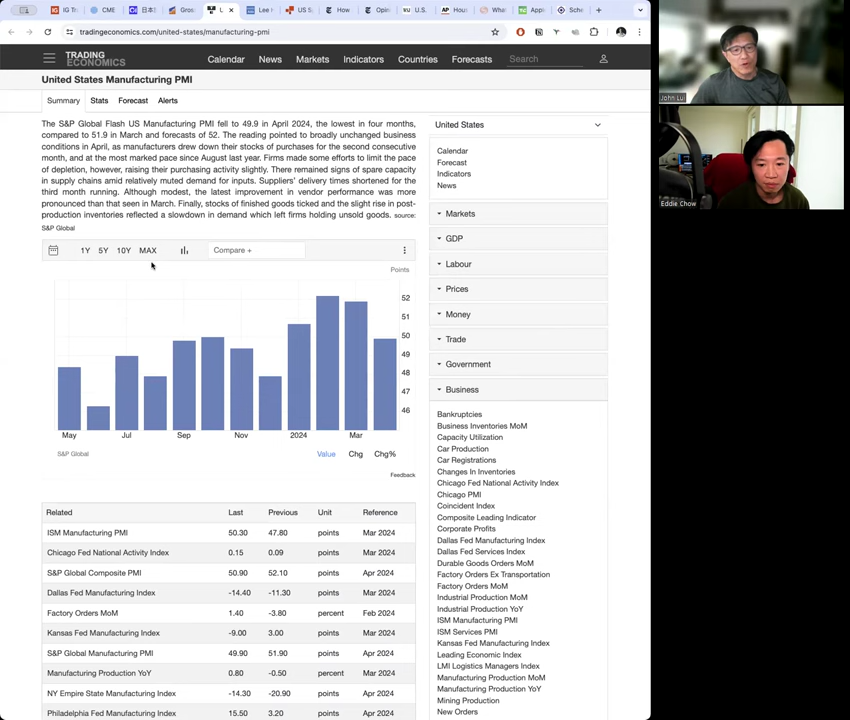 IG Tr
CME
日本
Gros
L
Lee H
US S
How
Opin
U.S.
Hou
Wha
Appl
Sche
tradingeconomics.com/united-states/manufacturing-pmi
TRADING
ECONOMICS
Calendar
News
Markets
Indicators
Countries
Forecasts
Search
United States Manufacturing PMI
Summary
Stats
Forecast
Alerts
The S&P Global Flash US Manufacturing PMI fell to 49.9 in April 2024, the lowest in four months,
compared to 51.9 in March and forecasts of 52. The reading pointed to broadly unchanged business
conditions in April, as manufacturers drew down their stocks of purchases for the second consecutive
month, and at the most marked pace since August last year. Firms made some efforts to limit the pace
of depletion, however, raising their purchasing activity slightly. There remained signs of spare capacity
in supply chains amid relatively muted demand for inputs. Suppliers' delivery times shortened for the
third month running. Although modest, the latest improvement in vendor performance was more
pronounced than that seen in March. Finally, stocks of finished goods ticked and the slight rise in post-
production inventories reflected a slowdown in demand which left firms holding unsold goods. source:
S&P Global
1Y 5Y 10Y MAX
Compare +
Points
52
51
50
49
48
47
46
May Jul Sep Nov 2024 Mar
S&P Global
Value Chg Chg%
Feedback
Related Last Previous Unit Reference
ISM Manufacturing PMI 50.30 47.80 points Mar 2024
Chicago Fed National Activity Index 0.15 0.09 points Mar 2024
S&P Global Composite PMI 50.90 52.10 points Apr 2024
Dallas Fed Manufacturing Index -14.40 -11.30 points Mar 2024
Factory Orders MoM 1.40 -3.80 percent Feb 2024
Kansas Fed Manufacturing Index -9.00 3.00 points Mar 2024
S&P Global Manufacturing PMI 49.90 51.90 points Apr 2024
Manufacturing Production YoY 0.80 -0.50 percent Mar 2024
NY Empire State Manufacturing Index -14.30 -20.90 points Apr 2024
Philadelphia Fed Manufacturing Index 15.50 3.20 points Apr 2024
United States
Calendar
Forecast
Indicators
News
Markets
GDP
Labour
Prices
Money
Trade
Government
Business
Bankruptcies
Business Inventories MoM
Capacity Utilization
Car Production
Car Registrations
Changes In Inventories
Chicago Fed National Activity Index
Chicago PMI
Coincident Index
Composite Leading Indicator
Corporate Profits
Dallas Fed Manufacturing Index
Dallas Fed Services Index
Durable Goods Orders MoM
Factory Orders Ex Transportation
Factory Orders MoM
Industrial Production MoM
Industrial Production YoY
ISM Manufacturing PMI
ISM Services PMI
Kansas Fed Manufacturing Index
Leading Economic Index
LMI Logistics Managers Index
Manufacturing Production MoM
Manufacturing Production YoY
Mining Production
New Orders
John Lui
Eddie Chow